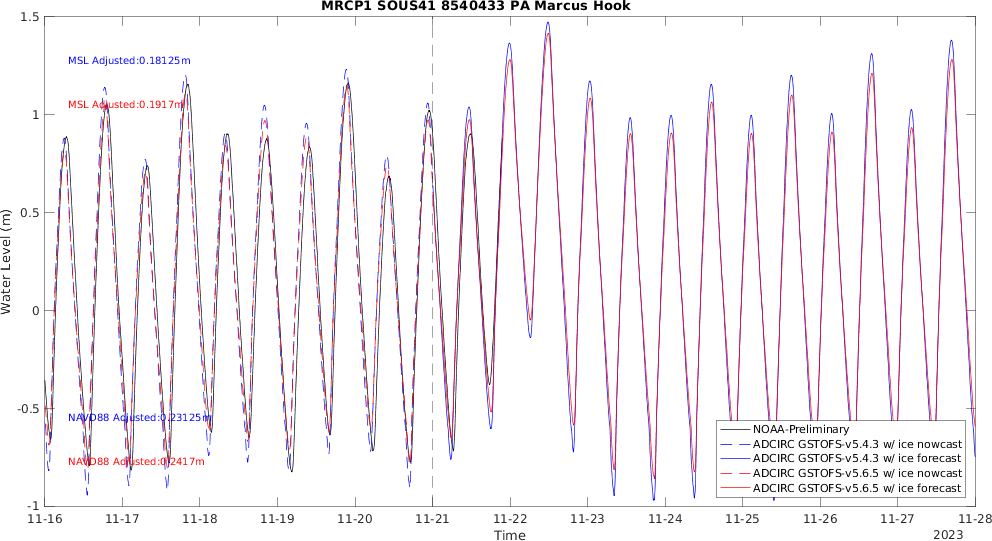 MRCP1 SOUS41 8540433 PA Marcus Hook
1.5
1
0.5
0
-0.5
-1
Water Level (m)
MSL Adjusted:0.18125m
MSL Adjusted:0.1917m
NAVD88 Adjusted:0.23125m
NAVD88 Adjusted:0.2417m
NOAA-Preliminary
ADCIRC GSTOFS-v5.4.3 w/ ice nowcast
ADCIRC GSTOFS-v5.4.3 w/ ice forecast
ADCIRC GSTOFS-v5.6.5 w/ ice nowcast
ADCIRC GSTOFS-v5.6.5 w/ ice forecast
11-16 11-17 11-18 11-19 11-20 11-21 11-22 11-23 11-24 11-25 11-26 11-27 11-28
Time
2023